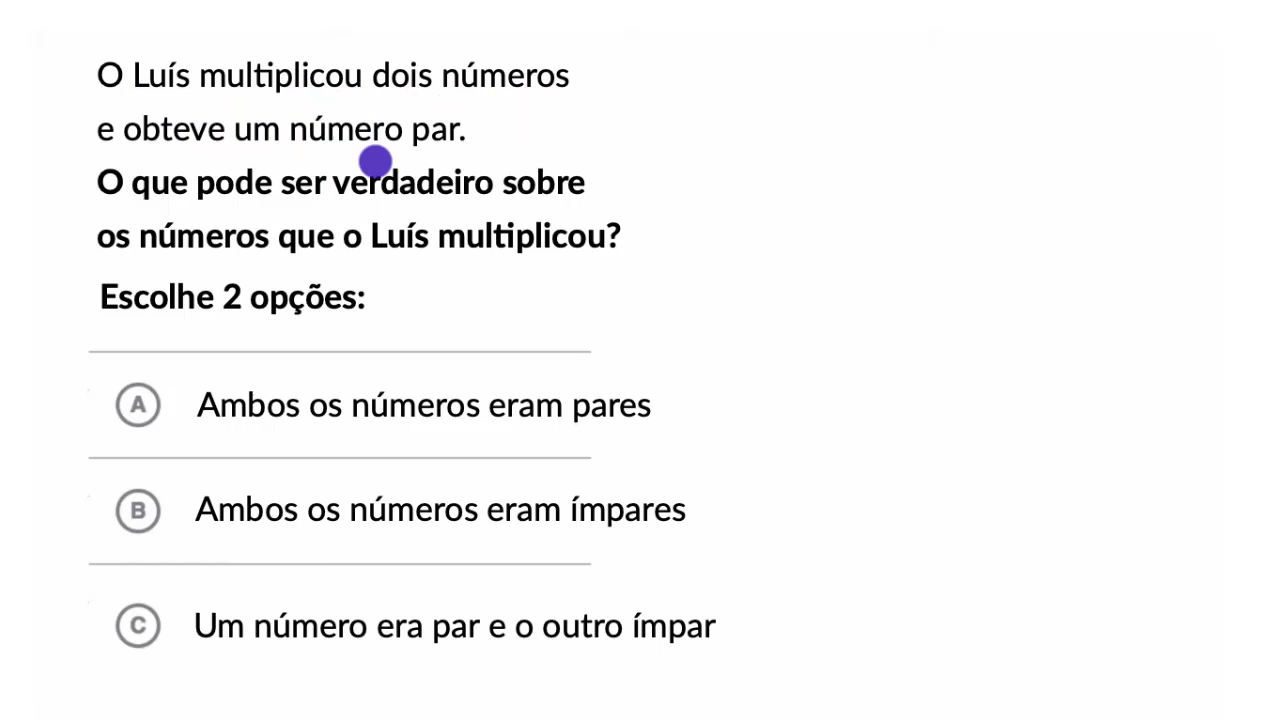 O Luís multiplicou dois números
e obteve um número par.
O que pode ser verdadeiro sobre
os números que o Luís multiplicou?
Escolhe 2 opções:
A Ambos os números eram pares
B Ambos os números eram ímpares
C Um número era par e o outro ímpar